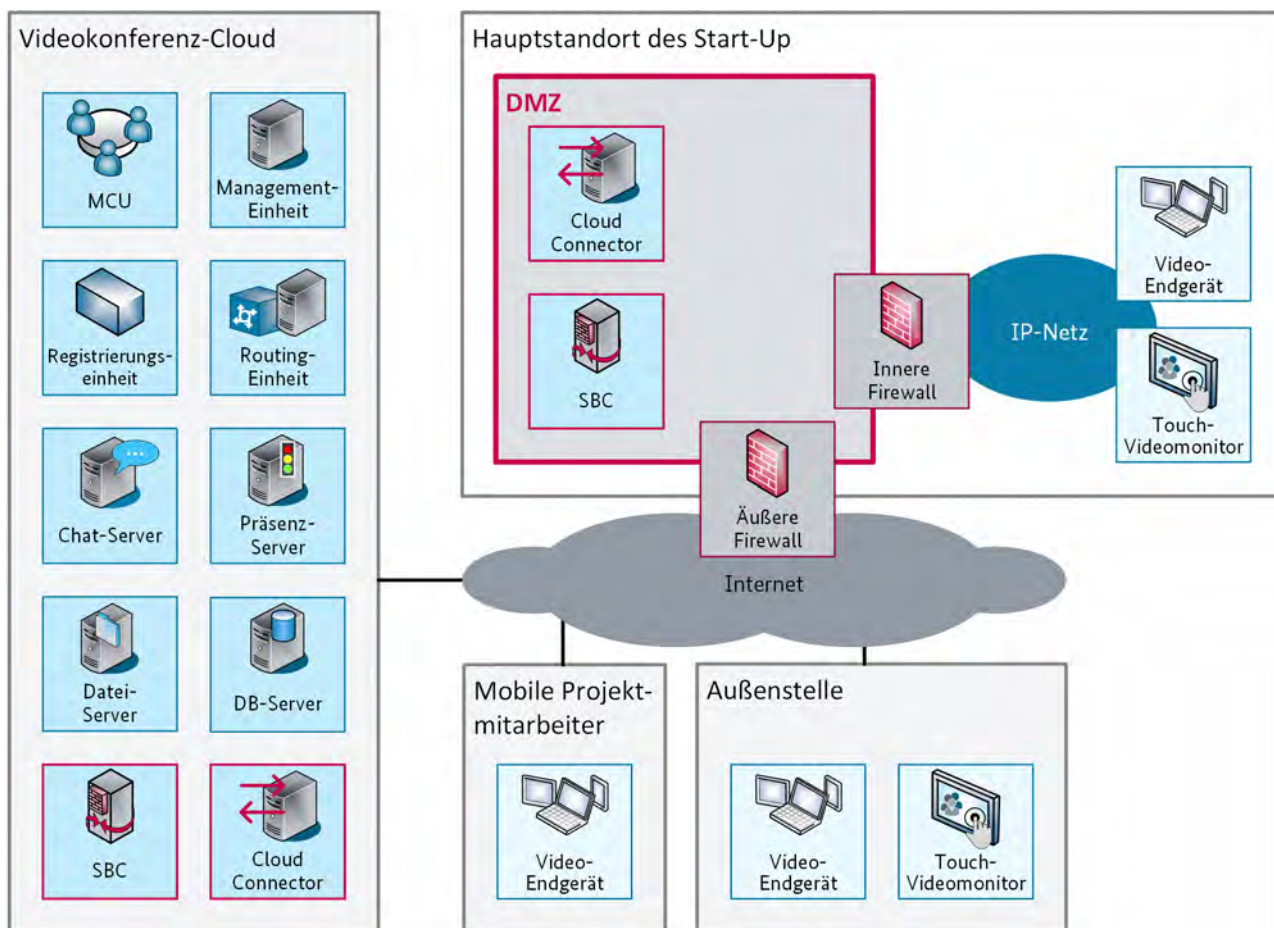 Videokonferenz-Cloud
MCU
Management-
Einheit
Registrierungs-
einheit
Routing-
Einheit
Chat-Server
Präsenz-
Server
Datei-
Server
DB-Server
SBC
Cloud
Connector
Hauptstandort des Start-Up
DMZ
Cloud
Connector
SBC
Innere
Firewall
Äußere
Firewall
IP-Netz
Video-
Endgerät
Touch-
Videomonitor
Internet
Mobile Projekt-
mitarbeiter
Video-
Endgerät
Außenstelle
Video-
Endgerät
Touch-
Videomonitor